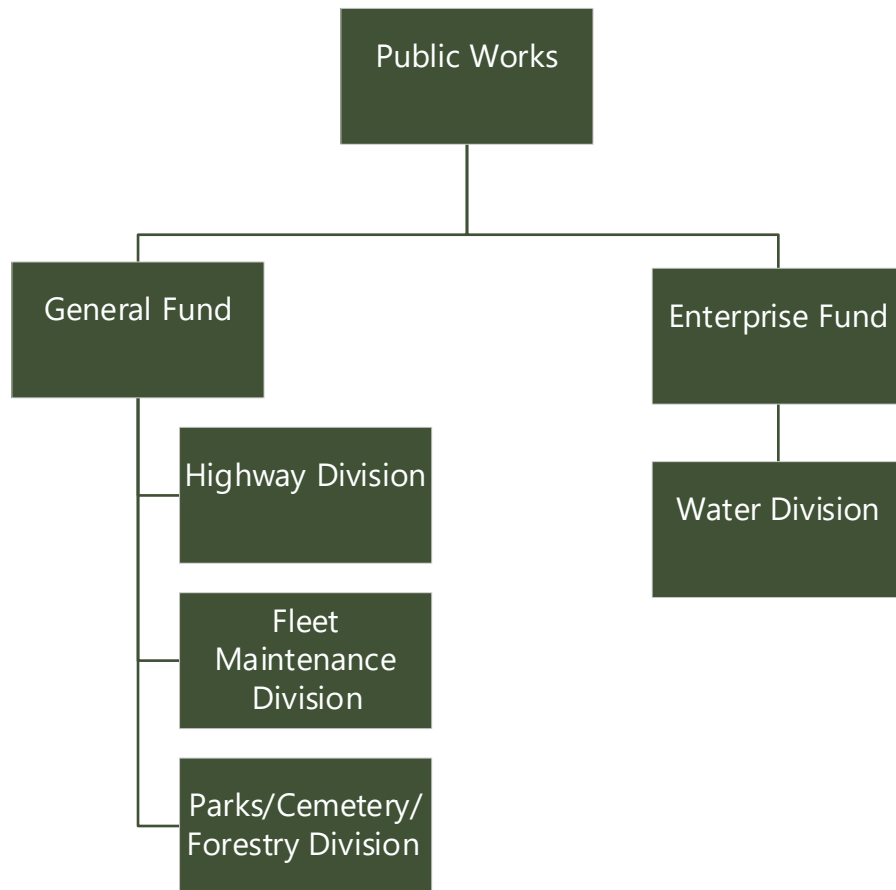 Public Works
General Fund
Enterprise Fund
Highway Division
Water Division
Fleet
Maintenance
Division
Parks/Cemetery/
Forestry Division